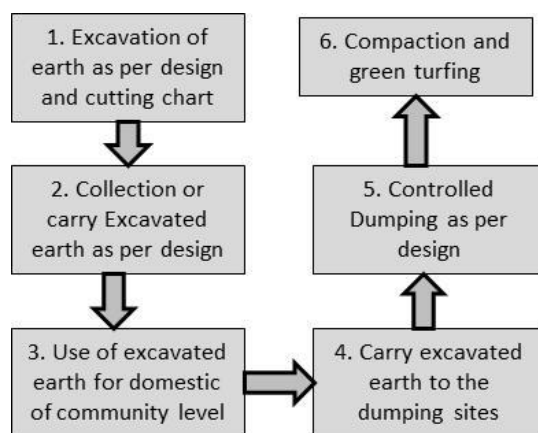 1. Excavation of
earth as per design
and cutting chart
2. Collection or
carry Excavated
earth as per design
3. Use of excavated
earth for domestic
of community level
4. Carry excavated
earth to the
dumping sites
5. Controlled
Dumping as per
design
6. Compaction and
green turfing